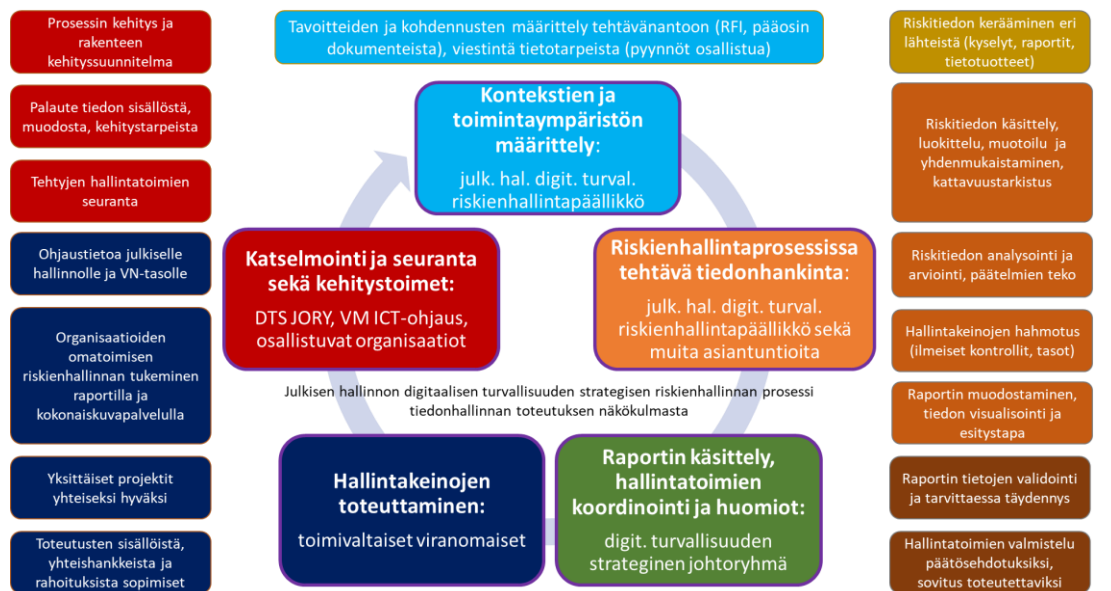 Prosessin kehitys ja
rakenteen
kehityssuunnitelma
Palaute tiedon sisällöstä,
muodosta, kehitystarpeista
Tehtyjen hallintatoimien
seuranta
Ohjaustietoa julkiselle
hallinnolle ja VN-tasolle
Organisaatioiden
omatoimisen
riskienhallinnan tukeminen
raportilla ja
kokonaiskuvapalvelulla
Yksittäiset projektit
yhteiseksi hyväksi
Toteutusten sisällöistä,
yhteishankkeista ja
rahoituksista sopimiset
Tavoitteiden ja kohdennusten määrittely tehtävänantoon (RFI, pääosin
dokumenteista), viestintä tietotarpeista (pyynnöt osallistua)
Kontekstien ja
toimintaympäristön
määrittely:
julk. hal. digit. turval.
riskienhallintapäällikkö
Katselmointi ja seuranta
sekä kehitystoimet:
DTS JORY, VM ICT-ohjaus,
osallistuvat organisaatiot
Riskienhallintaprosessissa
tehtävä tiedonhankinta:
julk. hal. digit. turval.
riskienhallintapäällikkö sekä
muita asiantuntioita
Julkisen hallinnon digitaalisen turvallisuuden strategisen riskienhallinnan prosessi
tiedonhallinnan toteutuksen näkökulmasta
Hallintakeinojen
toteuttaminen:
toimivaltaiset viranomaiset
Raportin käsittely,
hallintatoimien
koordinointi ja huomiot:
digit. turvallisuuden
strateginen johtoryhmä
Riskitiedon kerääminen eri
lähteistä (kyselyt, raportit,
tietotuotteet)
Riskitiedon käsittely,
luokittelu, muotoilu ja
yhdenmukaistaminen,
kattavuustarkistus
Riskitiedon analysointi ja
arviointi, päätelmien teko
Hallintakeinojen hahmotus
(ilmeiset kontrollit, tasot)
Raportin muodostaminen,
tiedon visualisointi ja
esitystapa
Raportin tietojen validointi
ja tarvittaessa täydennys
Hallintatoimien valmistelu
päätösehdotuksiksi,
sovitus toteutettaviksi